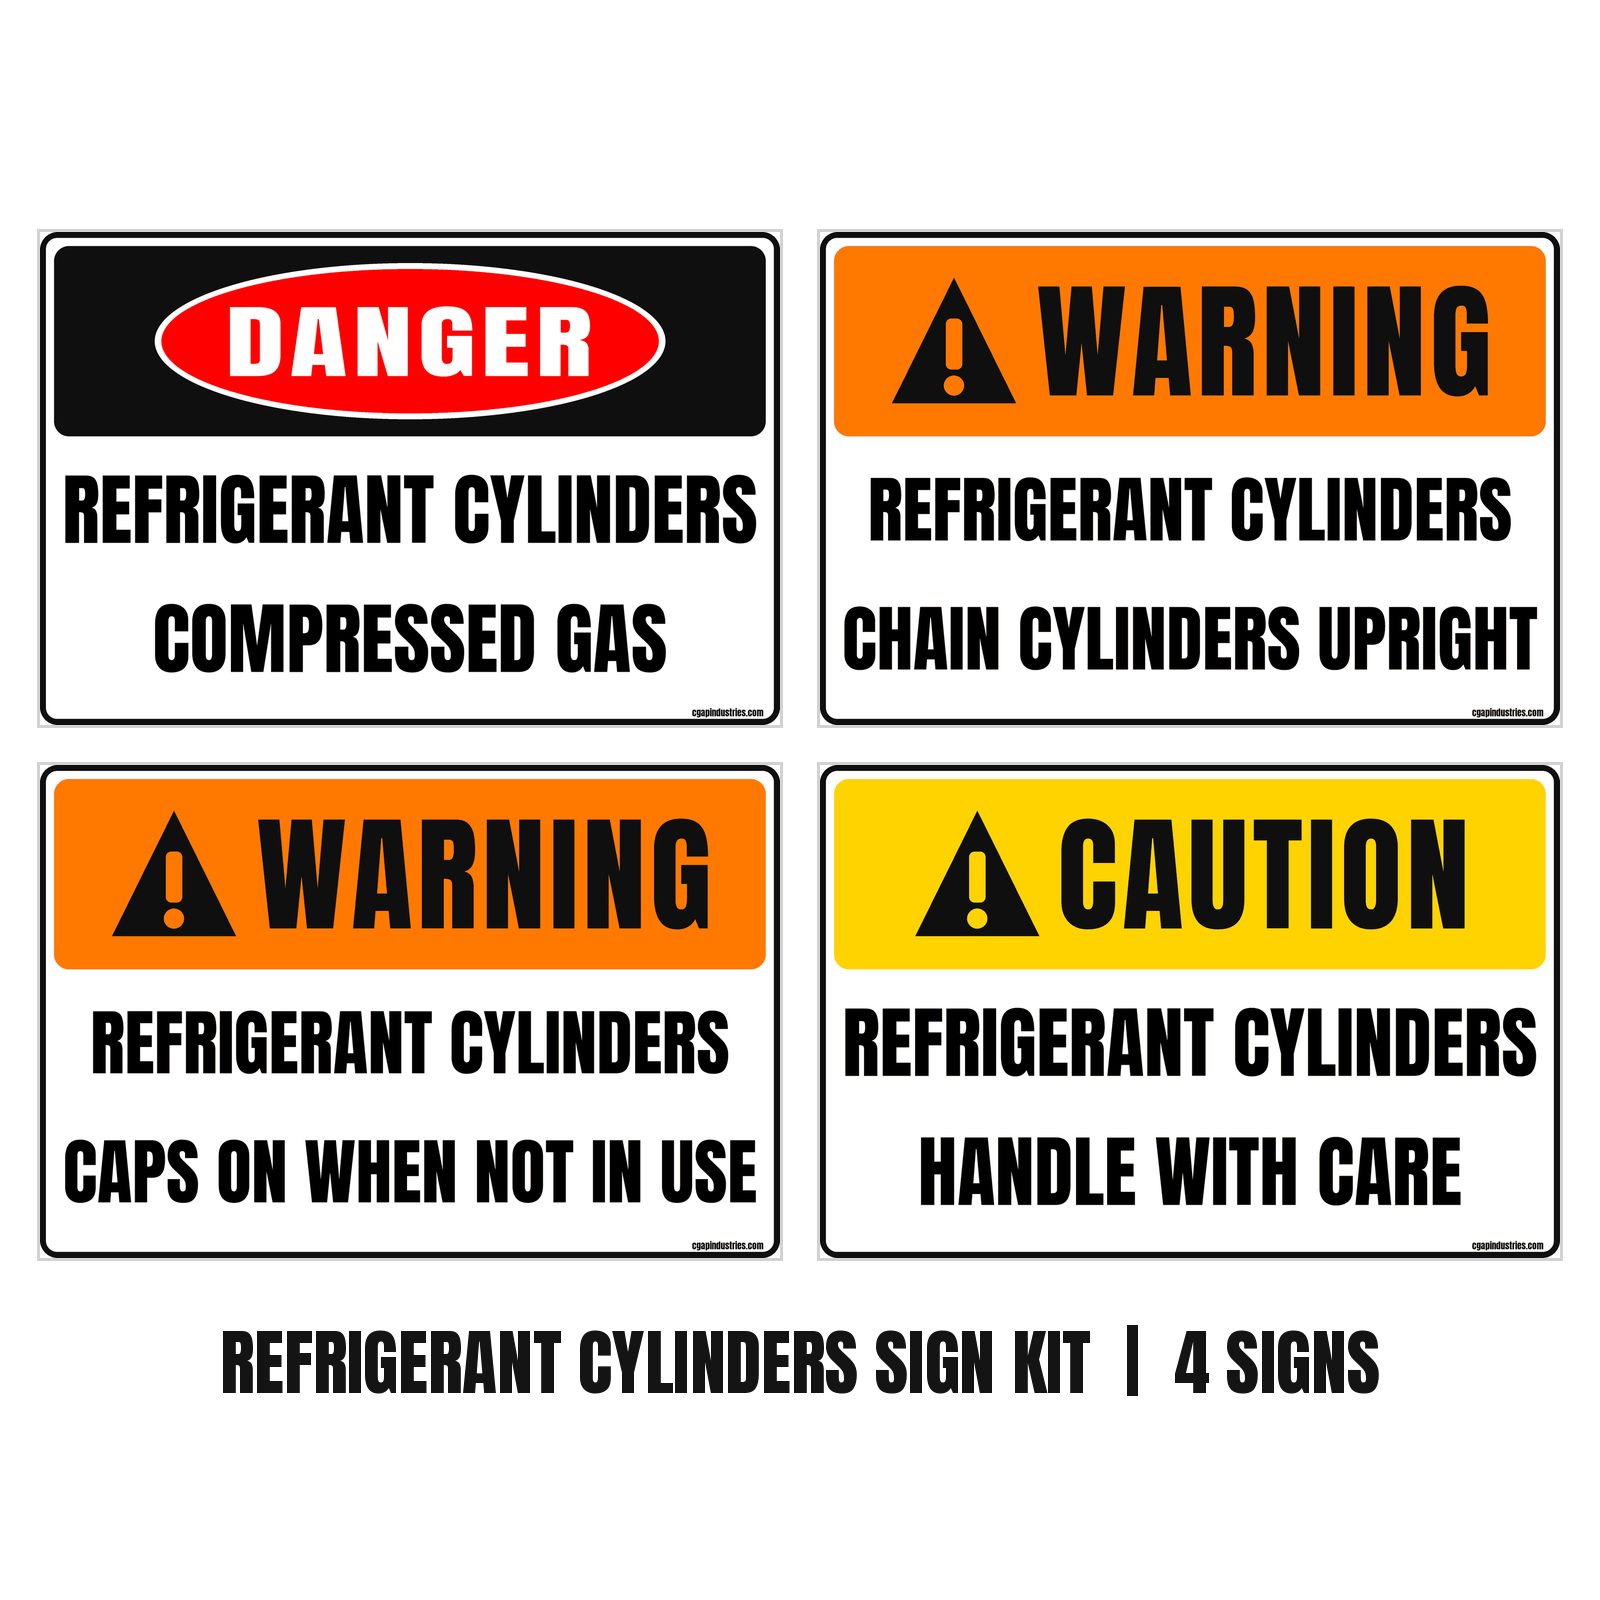 DANGER
REFRIGERANT CYLINDERS
COMPRESSED GAS
cgapindustries.com
WARNING
REFRIGERANT CYLINDERS
CHAIN CYLINDERS UPRIGHT
cgapindustries.com
WARNING
REFRIGERANT CYLINDERS
CAPS ON WHEN NOT IN USE
cgapindustries.com
CAUTION
REFRIGERANT CYLINDERS
HANDLE WITH CARE
cgapindustries.com
REFRIGERANT CYLINDERS SIGN KIT | 4 SIGNS